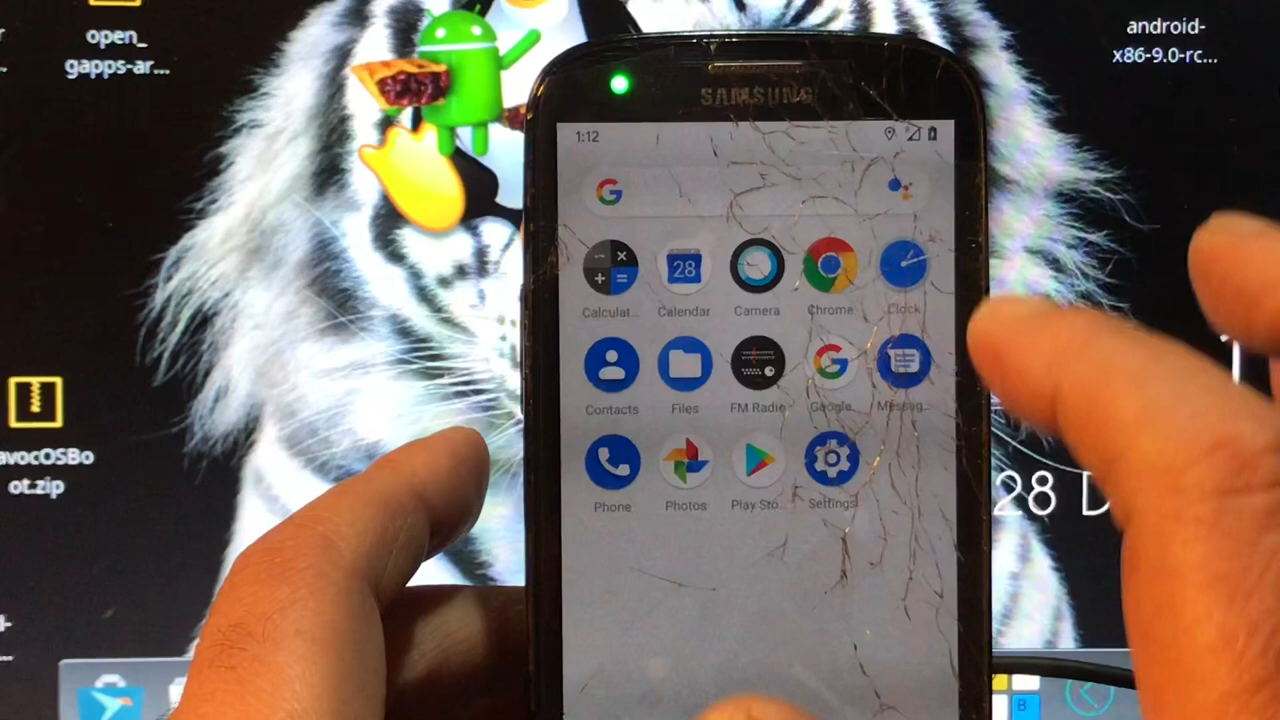 open_
gapps-ar...
android-
x86-9.0-rc...
SAMSUNG
1:12
G
28
Calculat...
Calendar
Camera
Chrome
Clock
G
Contacts
Files
FM Radio
Google
Messag...
Phone
Photos
Play Sto...
Settings
avocOSBo
ot.zip
28 D
B